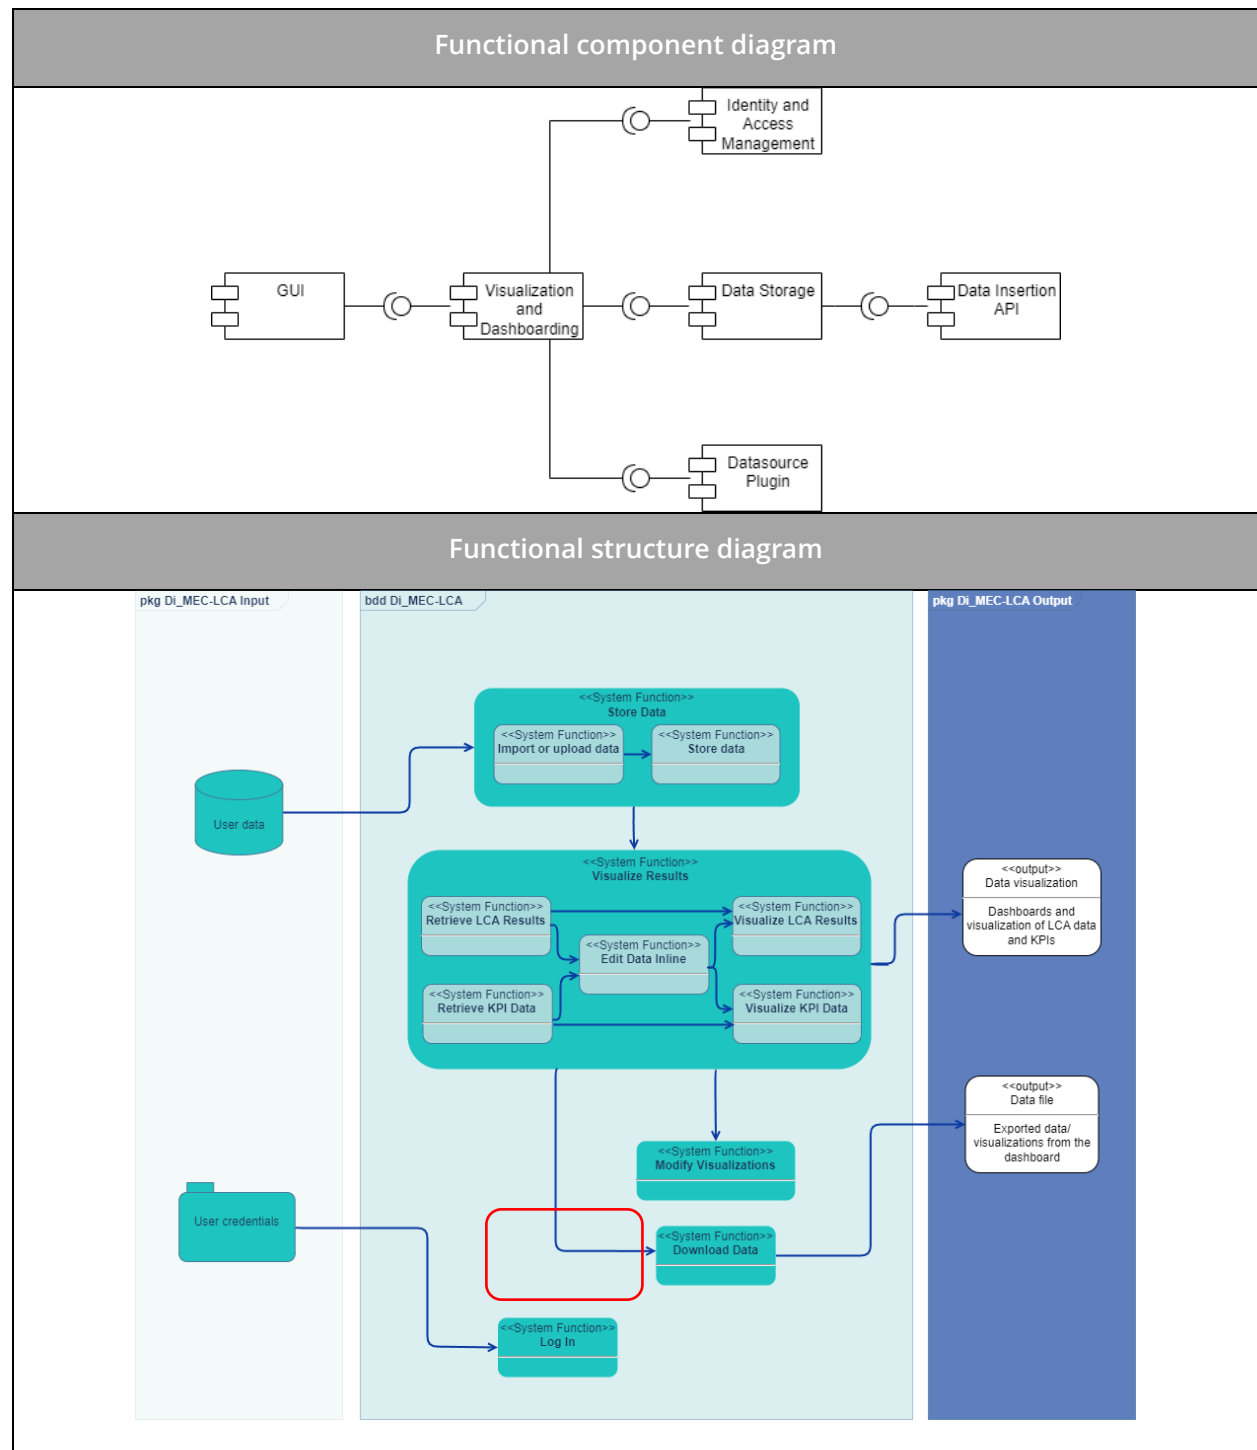 Functional component diagram
Identity and
Access
Management
GUI
Visualization
and
Dashboarding
Data Storage
Data Insertion
API
Datasource
Plugin
Functional structure diagram
pkg Di_MEC-LCA Input
bdd Di_MEC-LCA
pkg Di_MEC-LCA Output
<<System Function>>
Store Data
<<System Function>>
Import or upload data
<<System Function>>
Store data
User data
<<System Function>>
Visualize Results
<<System Function>>
Retrieve LCA Results
<<System Function>>
Visualize LCA Results
<<System Function>>
Edit Data Inline
<<System Function>>
Retrieve KPI Data
<<System Function>>
Visualize KPI Data
<<output>>
Data visualization
Dashboards and
visualization of LCA data
and KPIs
<<output>>
Data file
Exported data/
visualizations from the
dashboard
<<System Function>>
Modify Visualizations
User credentials
<<System Function>>
Download Data
<<System Function>>
Log In